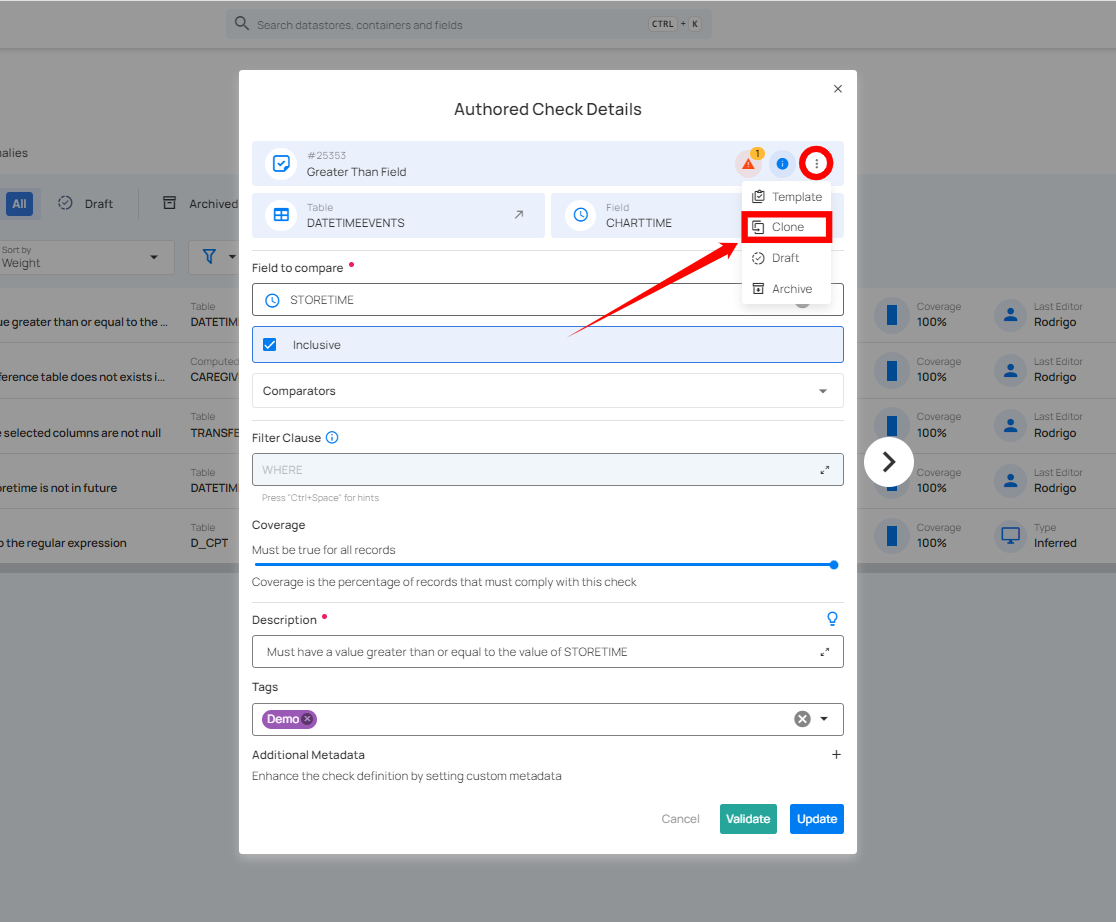 Search datastores, containers and fields
CTRL + K
Authored Check Details
alies
#25353
Greater Than Field
1
All
Draft
Archived
Table
DATETIMEEVENTS
Field
CHARTTIME
Template
Clone
Draft
Archive
Sort by
Weight
Field to compare
STORETIME
Inclusive
Comparators
Filter Clause
WHERE
Press "Ctrl+Space" for hints
Coverage
Must be true for all records
Coverage is the percentage of records that must comply with this check
Description
Must have a value greater than or equal to the value of STORETIME
Tags
Demo
Additional Metadata
Enhance the check definition by setting custom metadata
Cancel
Validate
Update
greater than or equal to the ...
Table
DATETIM
Coverage
100%
Last Editor
Rodrigo
erence table does not exists i...
Computed
CAREGIV
Coverage
100%
Last Editor
Rodrigo
selected columns are not null
Table
TRANSFE
Coverage
100%
Last Editor
Rodrigo
oretime is not in future
Table
DATETIM
Coverage
100%
Last Editor
Rodrigo
o the regular expression
Table
D_CPT
Coverage
100%
Type
Inferred